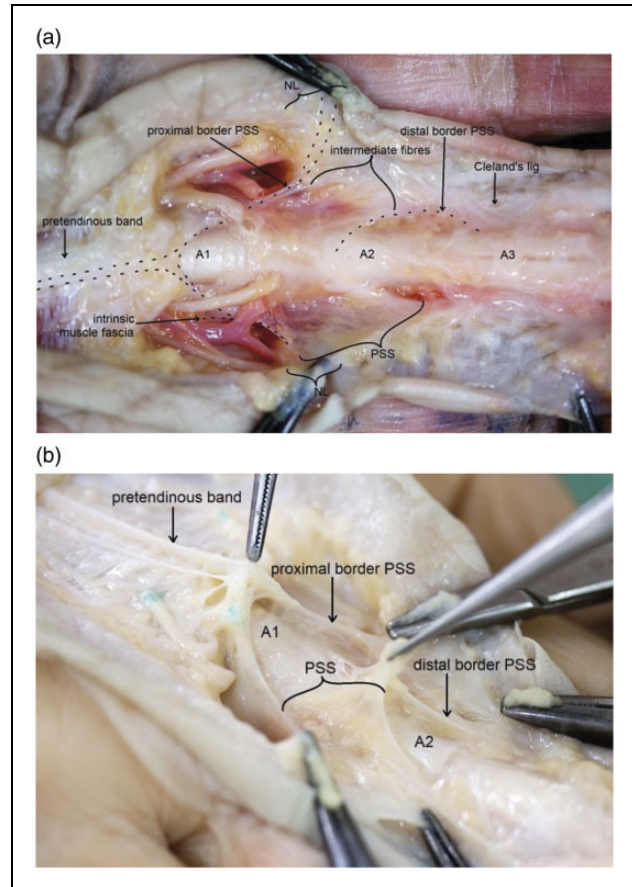 (a)
NL
proximal border PSS
distal border PSS
intermediate fibres
Cleland's lig
pretendinous band
A1
A2
A3
intrinsic
muscle fascia
PSS
NL
(b)
pretendinous band
proximal border PSS
A1
PSS
distal border PSS
A2